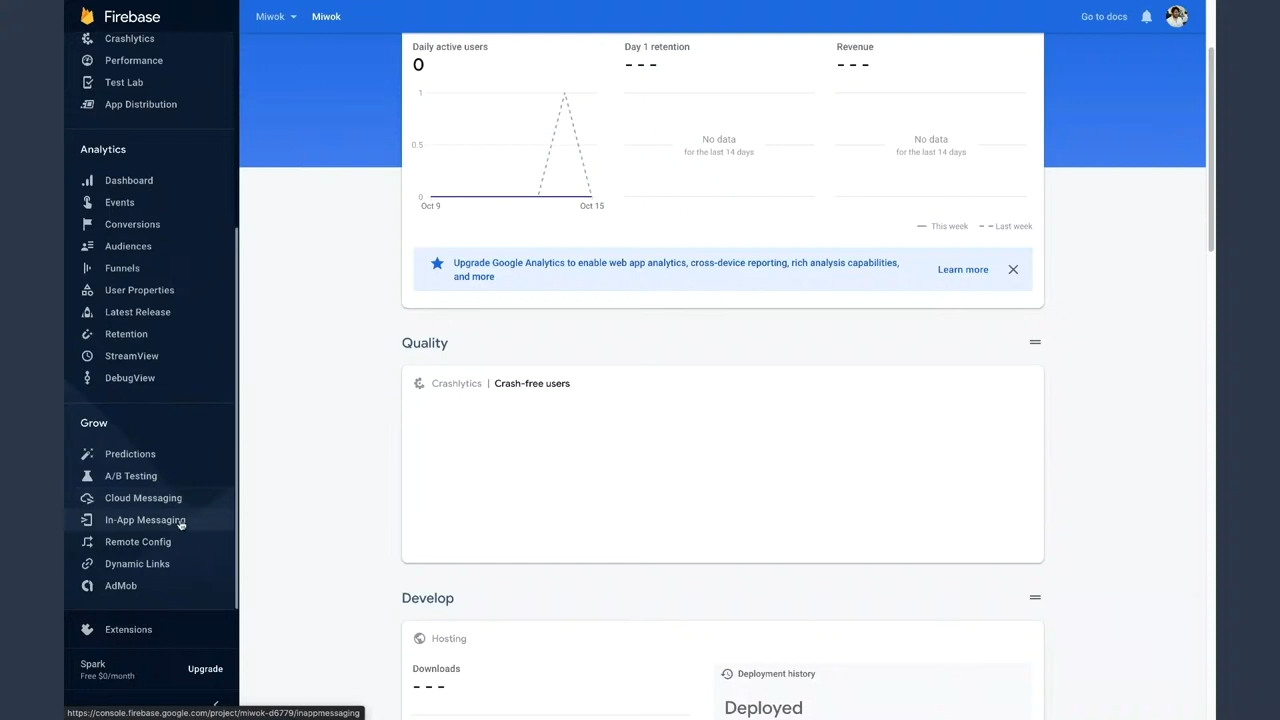 Firebase
Miwok
Miwok
Go to docs
Crashlytics
Performance
Test Lab
App Distribution
Analytics
Dashboard
Events
Conversions
Audiences
Funnels
User Properties
Latest Release
Retention
StreamView
DebugView
Grow
Predictions
A/B Testing
Cloud Messaging
In-App Messaging
Remote Config
Dynamic Links
AdMob
Extensions
Spark
Free $0/month
Upgrade
https://console.firebase.google.com/project/miwok-d6779/inappmessaging
Daily active users
0
1
0.5
0
Oct 9
Oct 15
Day 1 retention
- - -
No data
for the last 14 days
Revenue
- - -
No data
for the last 14 days
This week
Last week
Upgrade Google Analytics to enable web app analytics, cross-device reporting, rich analysis capabilities,
and more
Learn more
Quality
Crashlytics | Crash-free users
Develop
Hosting
Downloads
- - -
Deployment history
Deployed